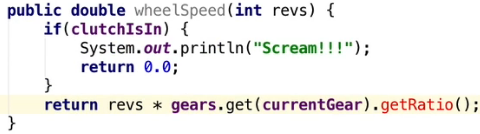 public double wheelSpeed(int revs) {
    if(clutchIsIn) {
        System.out.println("Scream!!!");
        return 0.0;
    }
    return revs * gears.get(currentGear).getRatio();
}